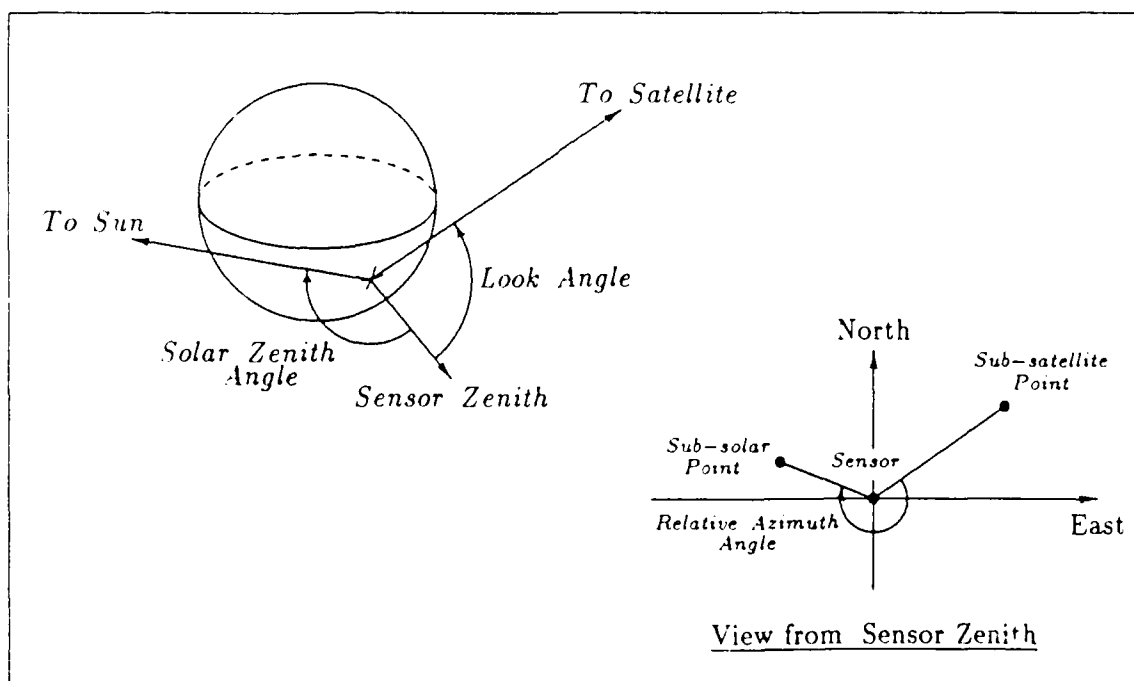 To Satellite
To Sun
Look Angle
Solar Zenith
Angle
Sensor Zenith
North
Sub-satellite
Point
Sub-solar
Point
Sensor
Relative Azimuth
Angle
East
View from Sensor Zenith